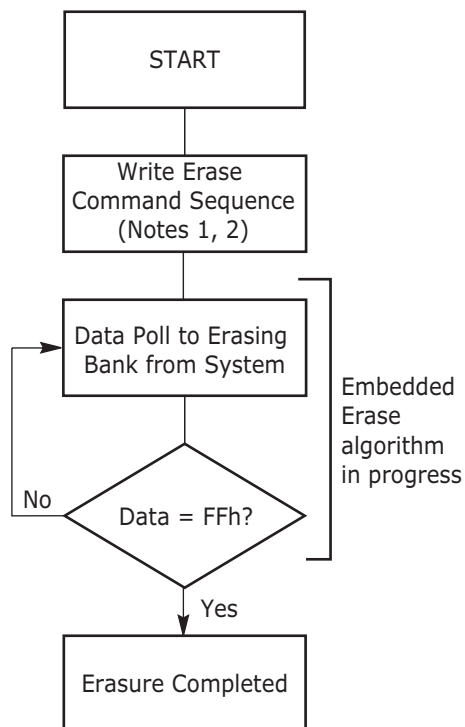 START
Write Erase
Command Sequence
(Notes 1, 2)
Data Poll to Erasing
Bank from System
Embedded
Erase
algorithm
in progress
No
Data = FFh?
Yes
Erasure Completed